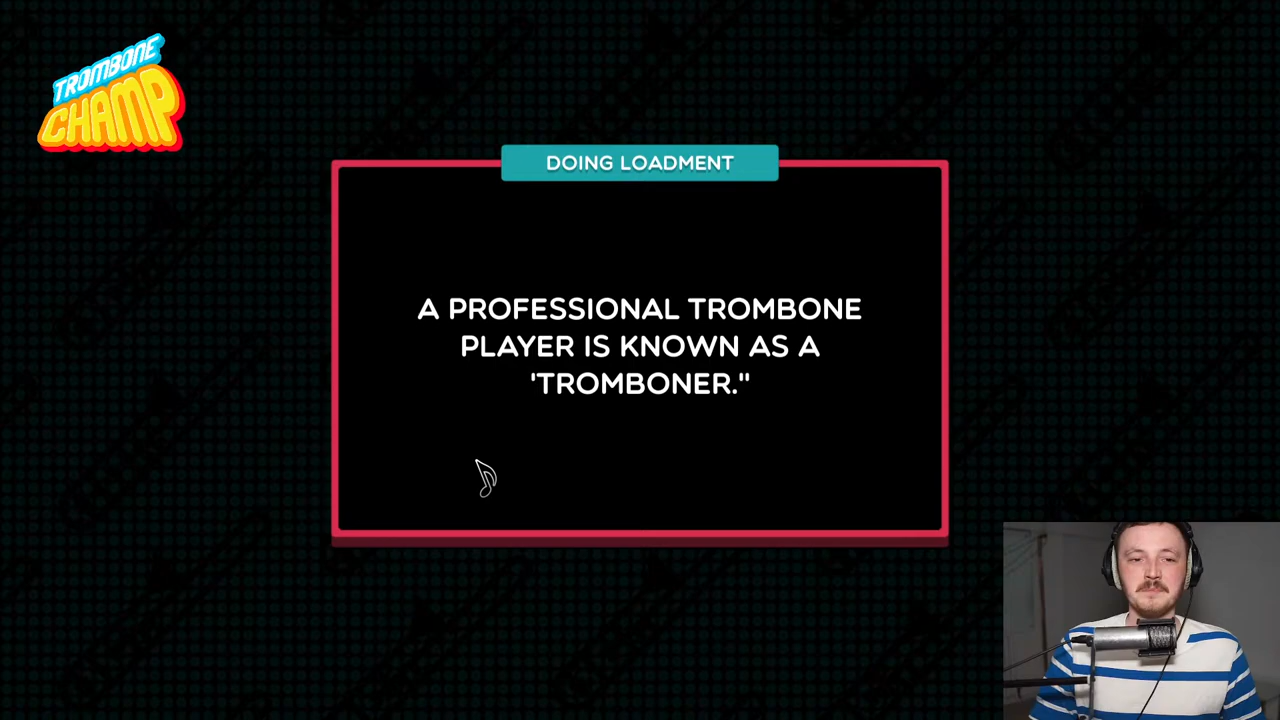 TROMBONE
CHAMP
DOING LOADMENT
A PROFESSIONAL TROMBONE
PLAYER IS KNOWN AS A
'TROMBONER."